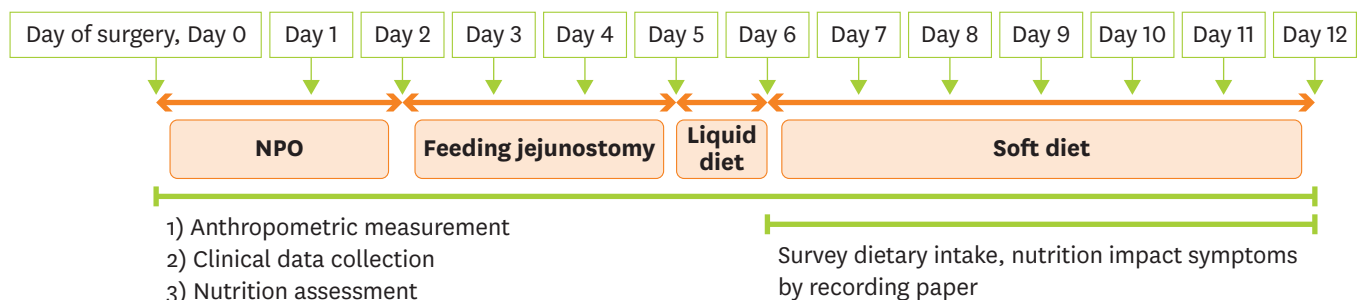 Day of surgery, Day 0
Day 1
Day 2
Day 3
Day 4
Day 5
Day 6
Day 7
Day 8
Day 9
Day 10
Day 11
Day 12
NPO
Feeding jejunostomy
Liquid
diet
Soft diet
1) Anthropometric measurement
2) Clinical data collection
3) Nutrition assessment
Survey dietary intake, nutrition impact symptoms
by recording paper